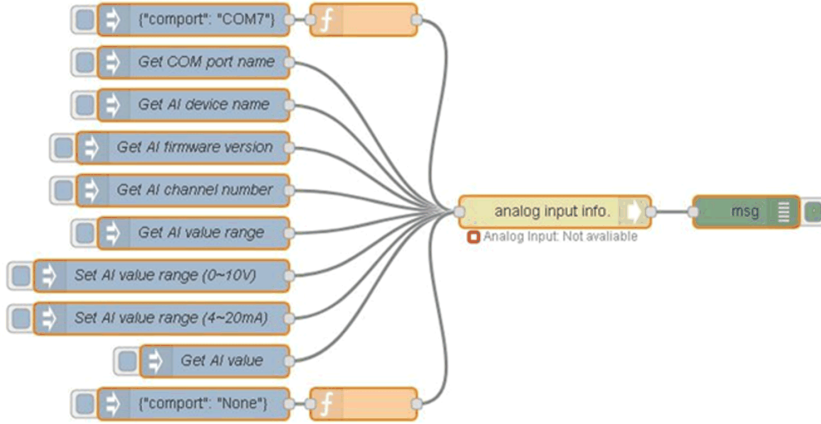 {"comport": "COM7"}
f
Get COM port name
Get AI device name
Get AI firmware version
Get AI channel number
Get AI value range
Set AI value range (0~10V)
Set AI value range (4~20mA)
Get AI value
{"comport": "None"}
f
analog input info.
msg
Analog Input: Not avaliable